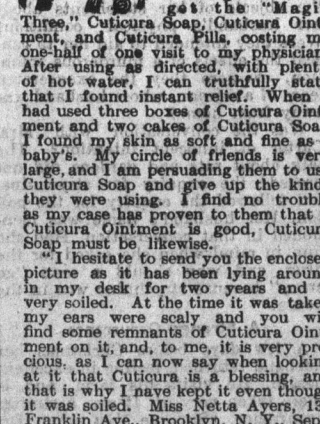 get the "Magi
Three," Cuticura Soap, Cuticura Oint
ment, and Cuticura Pills, costing m
one-half of one visit to my physician
After using as directed, with plent
of hot water, I can truthfully stat
that I found instant relief. When
had used three boxes of Cuticura Oint
ment and two cakes of Cuticura Soa
I found my skin as soft and fine as
baby's. My circle of friends is ver
large, and I am persuading them to us
Cuticura Soap and give up the kind
they were using. I find no troubl
as my case has proven to them that
Cuticura Ointment is good, Cuticur
Soap must be likewise.
"I hesitate to send you the enclose
picture as it has been lying aroun
in my desk for two years and
very soiled. At the time it was take
my ears were scaly and you wi
find some remnants of Cuticura Oin
ment on it, and, to me, it is very pre
cious, as I can now say when lookin
at it that Cuticura is a blessing, an
that is why I have kept it even thoug
it was soiled. Miss Netta Ayers, 13
Franklin Ave., Brooklyn, N. Y., Sep